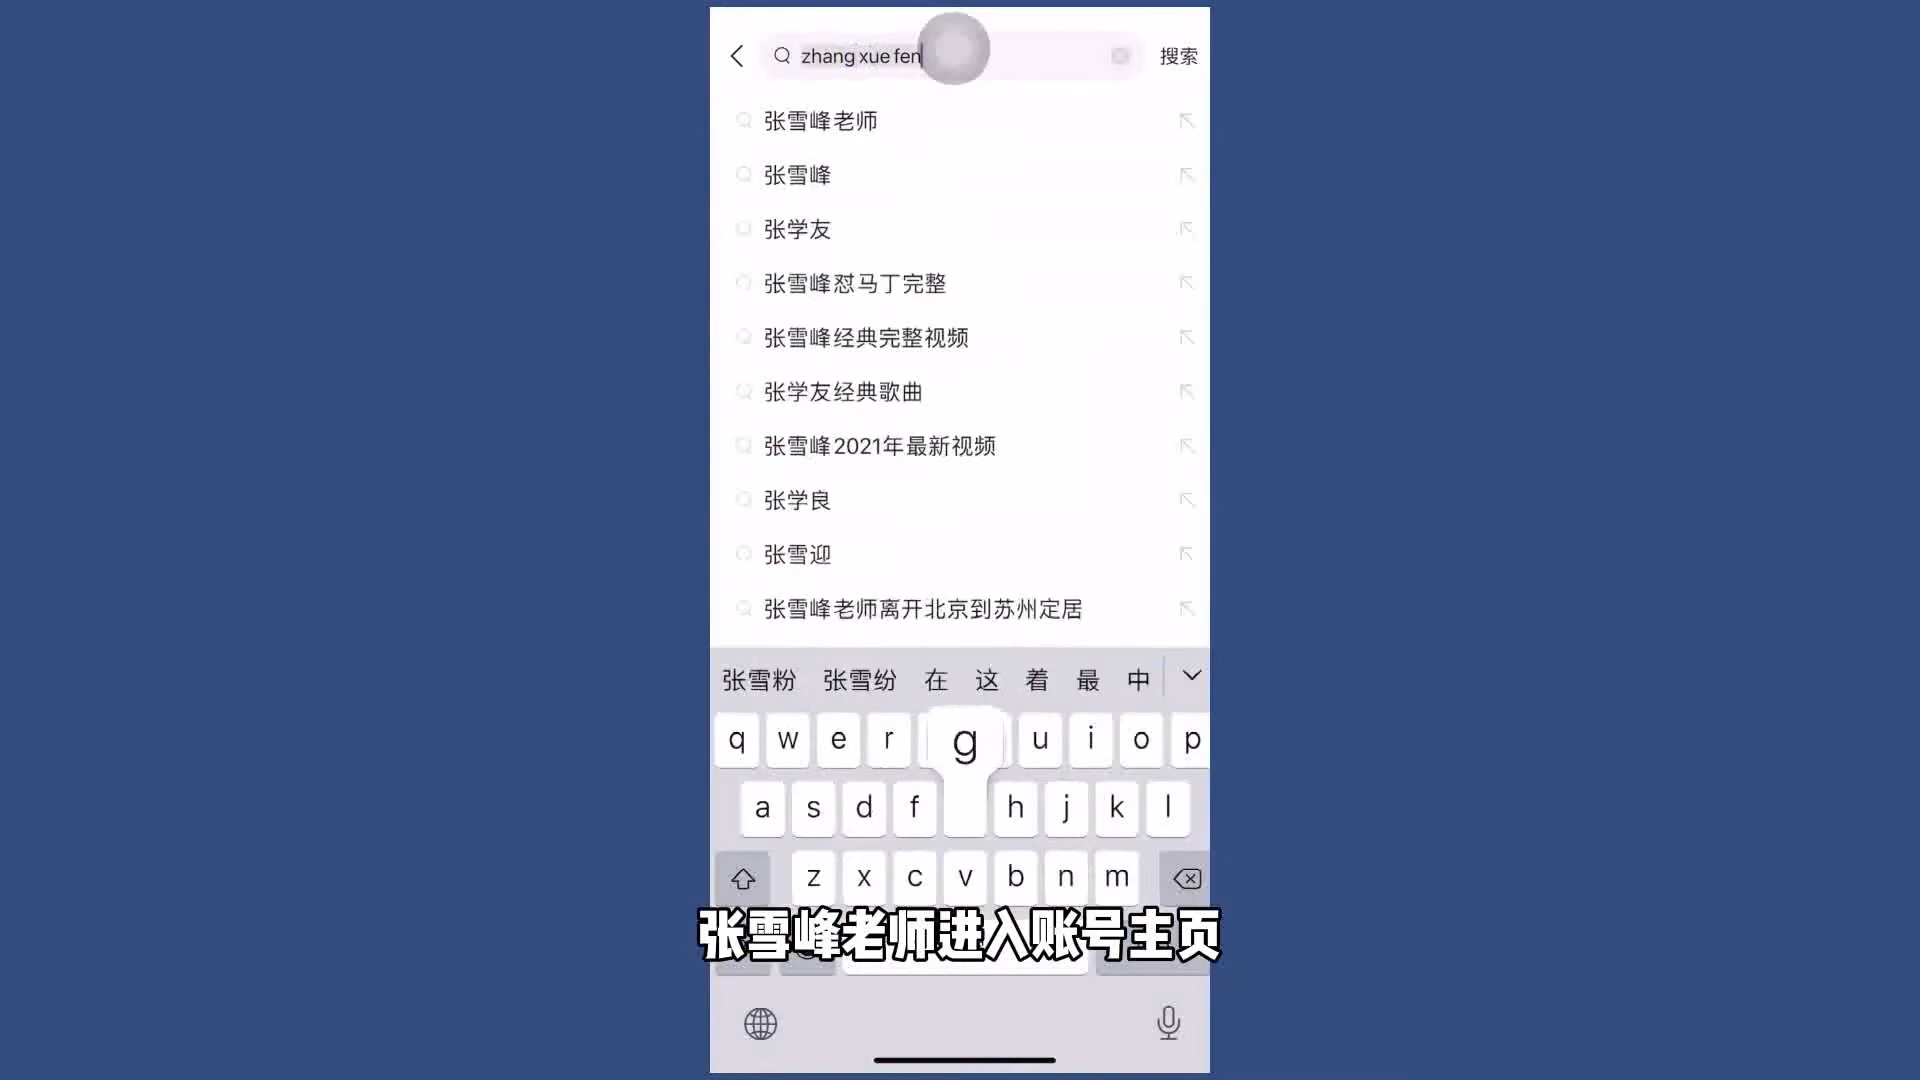 zhang xue fen 搜索
张雪峰老师
张雪峰
张学友
张雪峰怼马丁完整
张雪峰经典完整视频
张学友经典歌曲
张雪峰2021年最新视频
张学良
张雪迎
张雪峰老师离开北京到苏州定居
张雪粉 张雪纷 在 这 着 最 中
q w e r g u i o p
a s d f h j k l
z x c v b n m
张雪峰老师进入账号主页